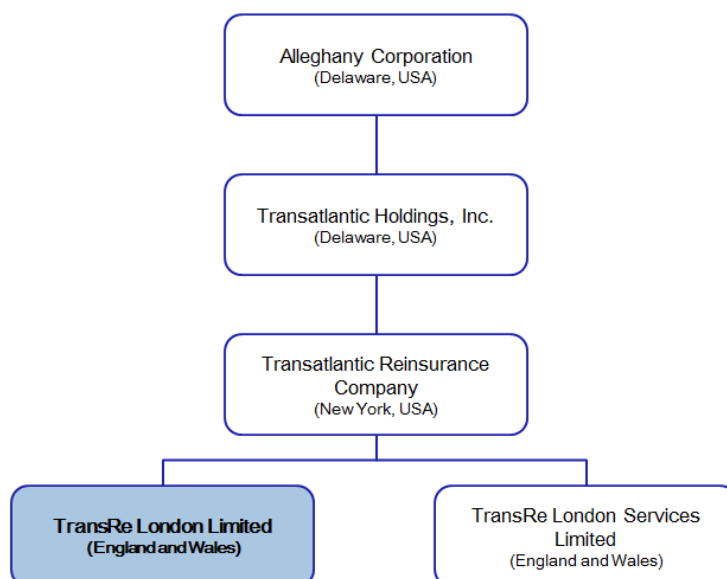 Alleghany Corporation
(Delaware, USA)
Transatlantic Holdings, Inc.
(Delaware, USA)
Transatlantic Reinsurance
Company
(New York, USA)
TransRe London Limited
(England and Wales)
TransRe London Services
Limited
(England and Wales)